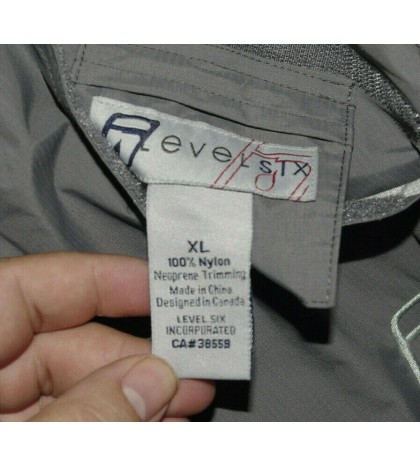 LEVEL SIX
XL
100% Nylon
Neoprene Trimming
Made in China
Designed in Canada
LEVEL SIX
INCORPORATED
CA#38559